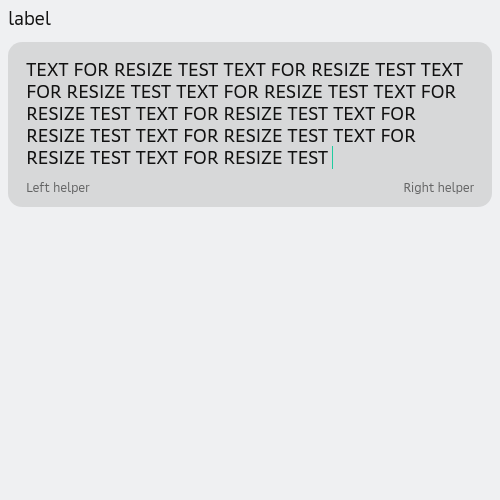 label
TEXT FOR RESIZE TEST TEXT FOR RESIZE TEST TEXT
FOR RESIZE TEST TEXT FOR RESIZE TEST TEXT FOR
RESIZE TEST TEXT FOR RESIZE TEST TEXT FOR
RESIZE TEST TEXT FOR RESIZE TEST TEXT FOR
RESIZE TEST TEXT FOR RESIZE TEST
Left helper Right helper